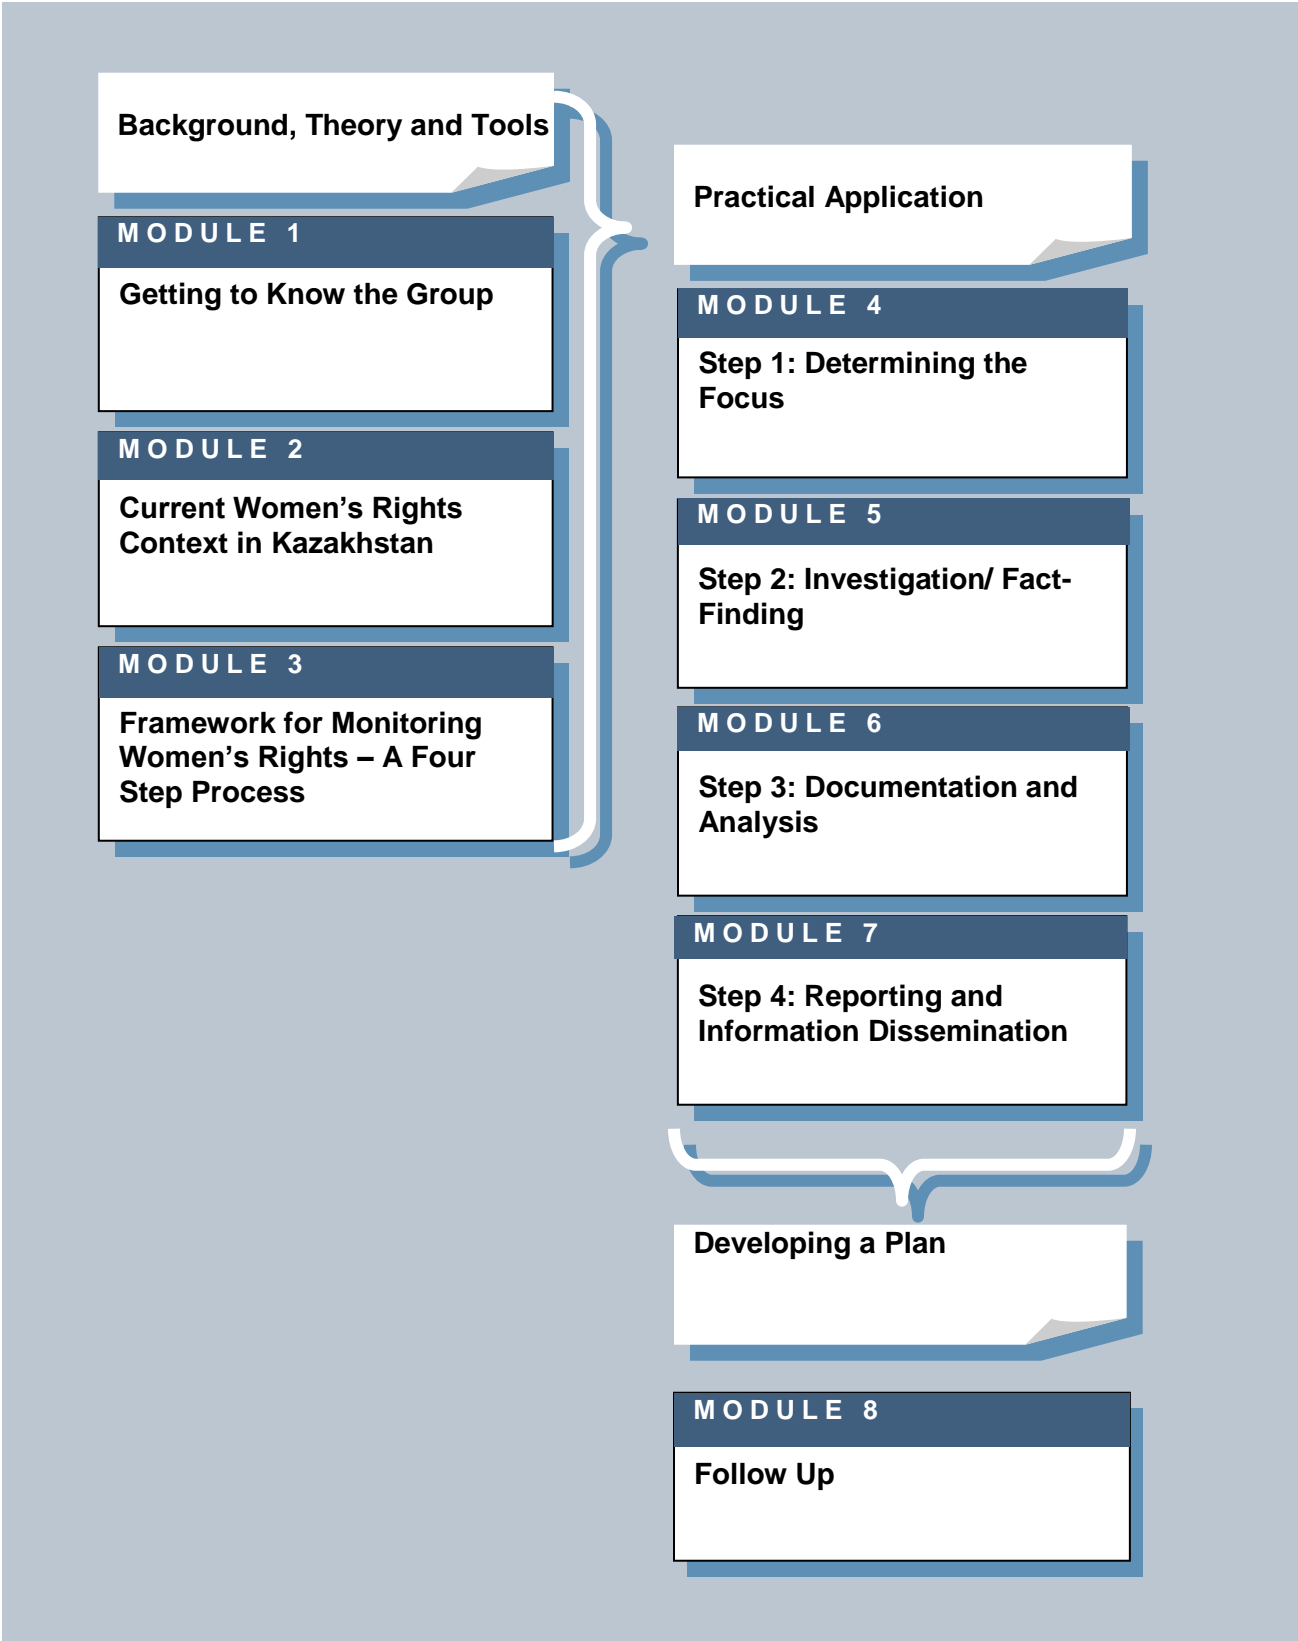 Background, Theory and Tools
MODULE 1
Getting to Know the Group
MODULE 2
Current Women’s Rights
Context in Kazakhstan
MODULE 3
Framework for Monitoring
Women’s Rights – A Four
Step Process
Practical Application
MODULE 4
Step 1: Determining the
Focus
MODULE 5
Step 2: Investigation/ Fact-
Finding
MODULE 6
Step 3: Documentation and
Analysis
MODULE 7
Step 4: Reporting and
Information Dissemination
Developing a Plan
MODULE 8
Follow Up